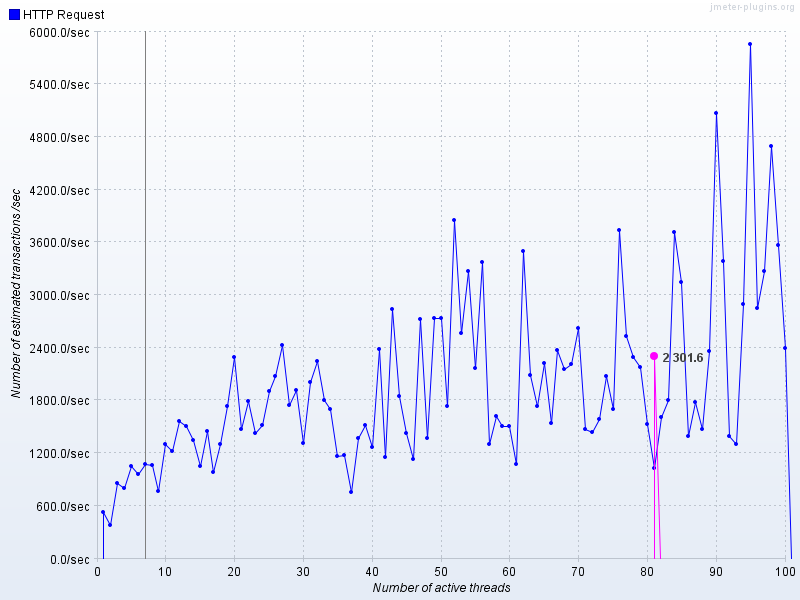 jmeter-plugins.org
HTTP Request
6000.0/sec
5400.0/sec
4800.0/sec
4200.0/sec
3600.0/sec
3000.0/sec
2400.0/sec
1800.0/sec
1200.0/sec
600.0/sec
0.0/sec
Number of estimated transactions /sec
2 301.6
0 10 20 30 40 50 60 70 80 90 100
Number of active threads